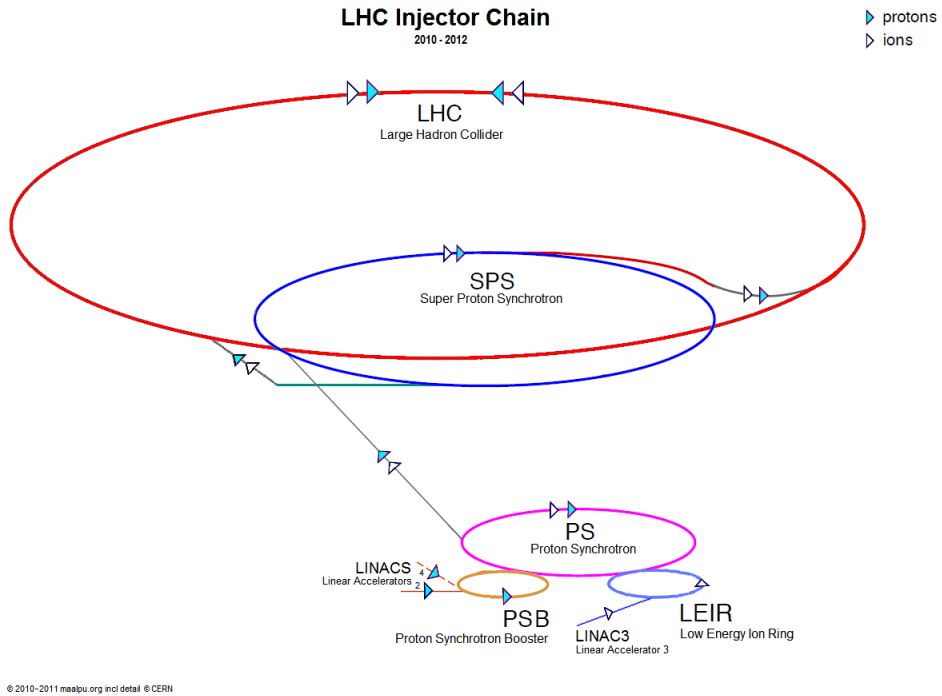 LHC Injector Chain
2010 - 2012
protons
ions
LHC
Large Hadron Collider
SPS
Super Proton Synchrotron
PS
Proton Synchrotron
LINACS
Linear Accelerators
4
2
PSB
Proton Synchrotron Booster
LEIR
Low Energy Ion Ring
LINAC3
Linear Accelerator 3
© 2010-2011 maalpu.org incl detail © CERN